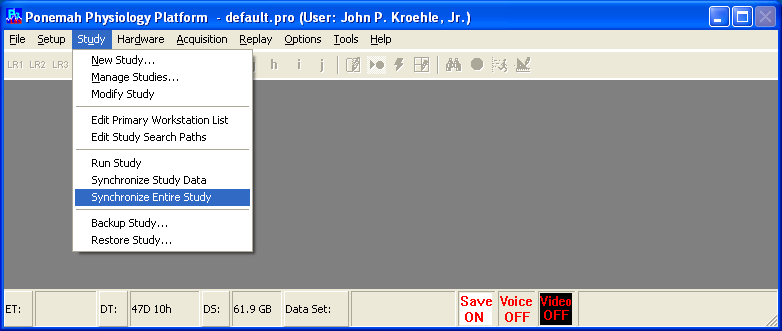 Ponemah Physiology Platform - default.pro (User: John P. Kroehle, Jr.)
File Setup Study Hardware Acquisition Replay Options Tools Help
LR1 LR2 LR3 h i j
New Study...
Manage Studies...
Modify Study
Edit Primary Workstation List
Edit Study Search Paths
Run Study
Synchronize Study Data
Synchronize Entire Study
Backup Study...
Restore Study...
ET: DT: 47D 10h DS: 61.9 GB Data Set: Save ON Voice OFF Video OFF